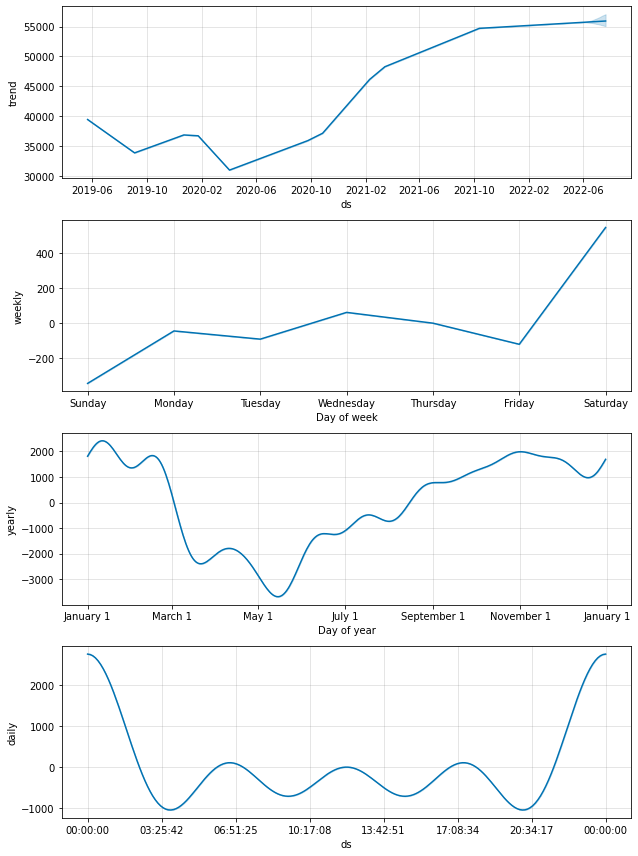 55000
50000
45000
40000
35000
30000
trend
2019-06 2019-10 2020-02 2020-06 2020-10 2021-02 2021-06 2021-10 2022-02 2022-06
ds
400
200
0
−200
weekly
Sunday Monday Tuesday Wednesday Thursday Friday Saturday
Day of week
2000
1000
0
−1000
−2000
−3000
yearly
January 1 March 1 May 1 July 1 September 1 November 1 January 1
Day of year
2000
1000
0
−1000
daily
00:00:00 03:25:42 06:51:25 10:17:08 13:42:51 17:08:34 20:34:17 00:00:00
ds